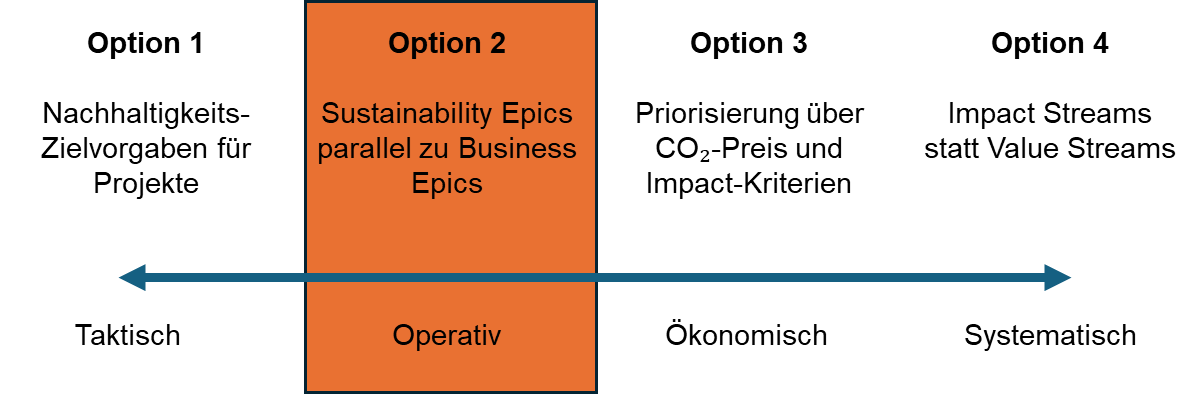 Option 1
Nachhaltigkeits-
Zielvorgaben für
Projekte
Taktisch
Option 2
Sustainability Epics
parallel zu Business
Epics
Operativ
Option 3
Priorisierung über
CO₂-Preis und
Impact-Kriterien
Ökonomisch
Option 4
Impact Streams
statt Value Streams
Systematisch